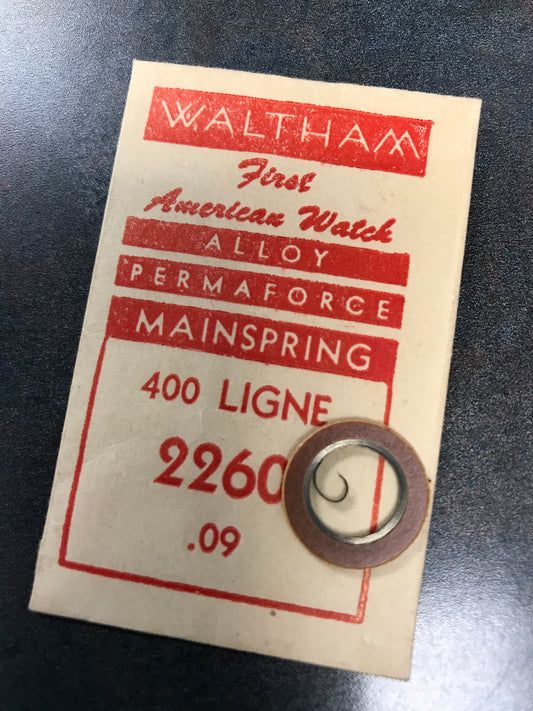 WALTHAM
First
American Watch
ALLOY
PERMAFORCE
MAINSPRING
400 LIGNE
2260
.09